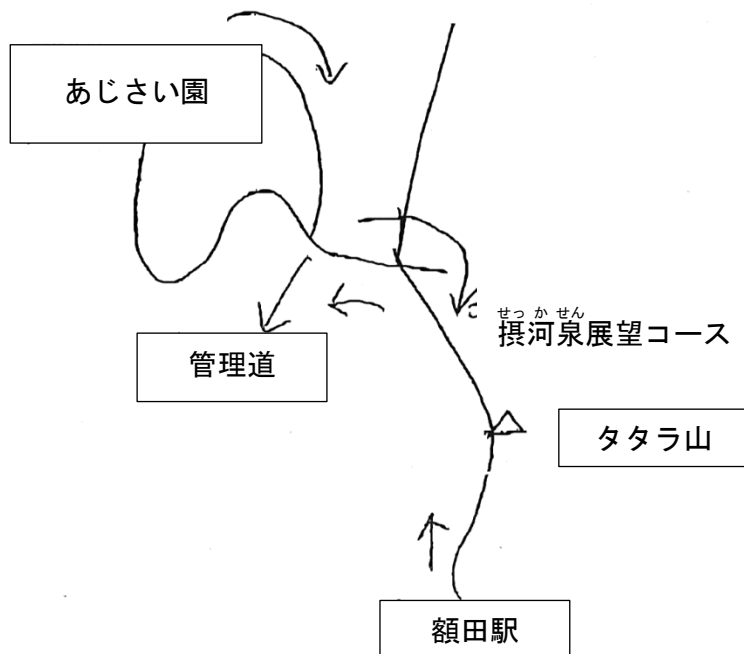 あじさい園
せっかせん
摂河泉展望コース
管理道
タタラ山
額田駅